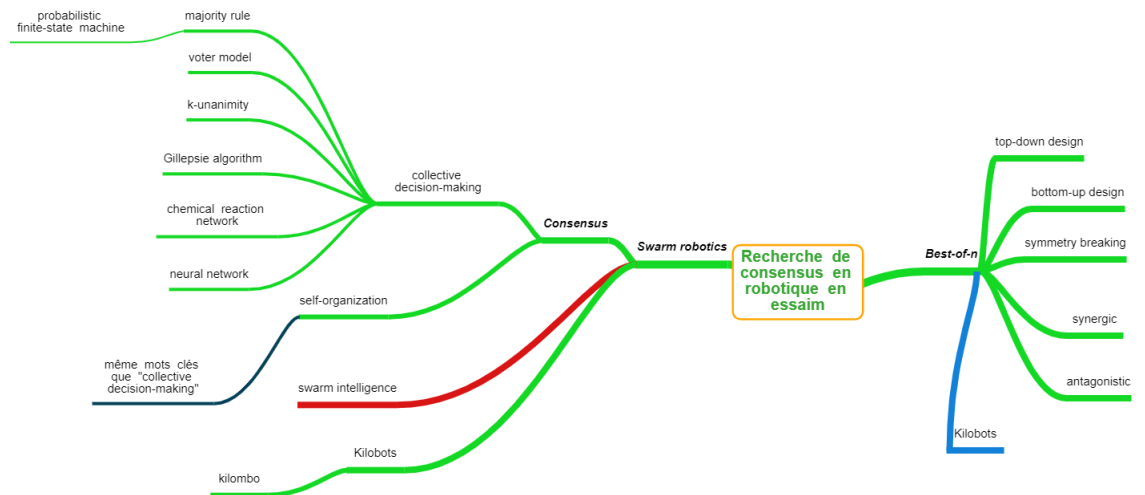 probabilistic
finite-state machine
majority rule
voter model
k-unanimity
Gillepsie algorithm
chemical reaction
network
neural network
collective
decision-making
self-organization
même mots clés
que "collective
decision-making"
Consensus
swarm intelligence
Kilobots
kilombo
Swarm robotics
Recherche de
consensus en
robotique en
essaim
Best-of-n
top-down design
bottom-up design
symmetry breaking
synergic
antagonistic
Kilobots